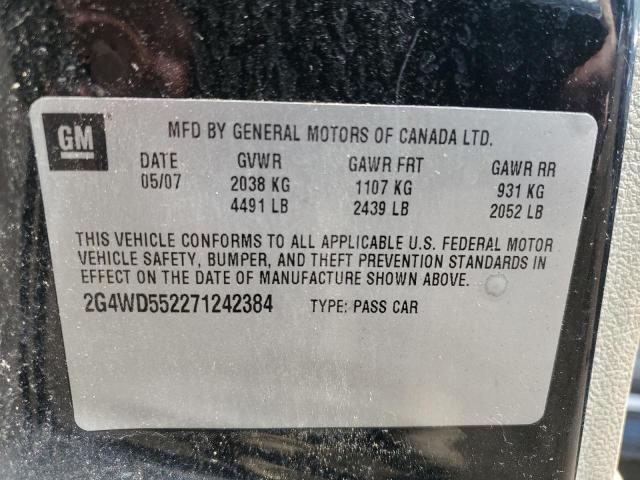 GM
MFD BY GENERAL MOTORS OF CANADA LTD.
DATE GVWR GAWR FRT GAWR RR
05/07 2038 KG 1107 KG 931 KG
4491 LB 2439 LB 2052 LB
THIS VEHICLE CONFORMS TO ALL APPLICABLE U.S. FEDERAL MOTOR
VEHICLE SAFETY, BUMPER, AND THEFT PREVENTION STANDARDS IN
EFFECT ON THE DATE OF MANUFACTURE SHOWN ABOVE.
2G4WD552271242384 TYPE: PASS CAR